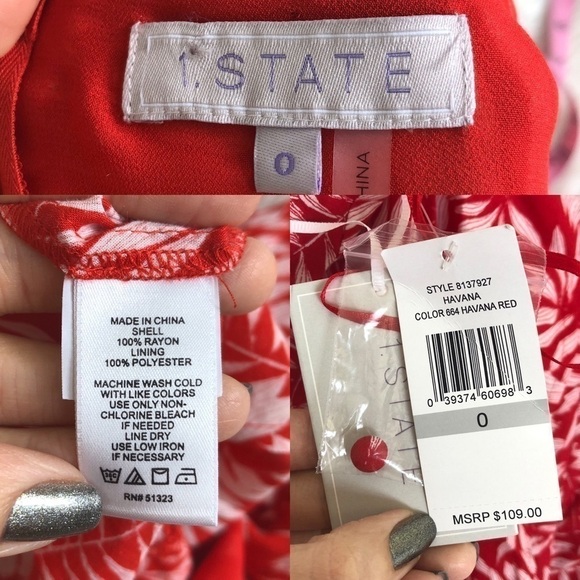 1.STATE
0
CHINA
MADE IN CHINA
SHELL
100% RAYON
LINING
100% POLYESTER
MACHINE WASH COLD
WITH LIKE COLORS
USE ONLY NON-
CHLORINE BLEACH
IF NEEDED
LINE DRY
USE LOW IRON
IF NECESSARY
RN# 51323
STYLE 8137927
HAVANA
COLOR 664 HAVANA RED
0 39374 60698 3
0
MSRP $109.00
1.STATE